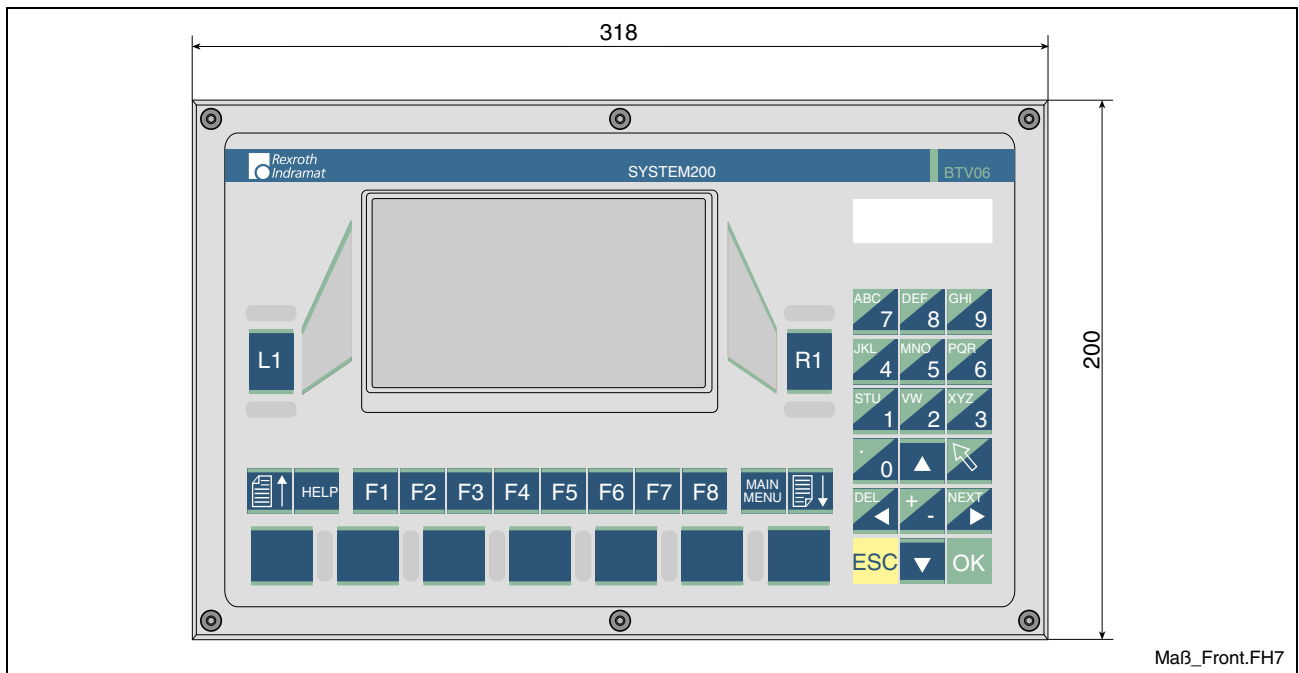 318
Rexroth
Indramat
SYSTEM200
BTV06
200
L1
R1
ABC 7 DEF 8 GHI 9
JKL 4 MNO 5 PQR 6
STU 1 VW 2 XYZ 3
. 0
HELP F1 F2 F3 F4 F5 F6 F7 F8 MAIN
MENU
DEL + - NEXT
ESC OK
Maß_Front.FH7